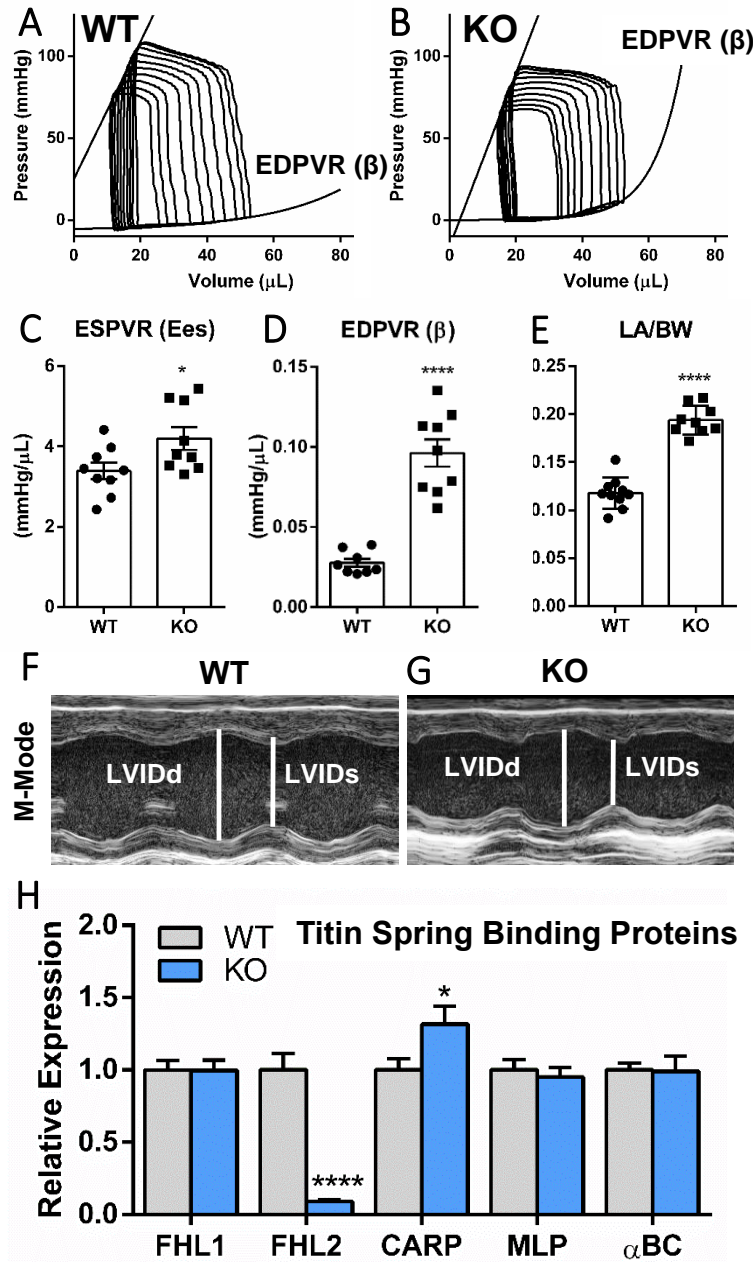 A
WT
Pressure (mmHg)
100
50
0
EDPVR (β)
0
20
40
60
80
Volume (μL)
B
KO
EDPVR (β)
Pressure (mmHg)
100
50
0
0
20
40
60
80
Volume (μL)
C
ESPVR (Ees)
(mmHg/μL)
6
4
2
0
*
WT
KO
D
EDPVR (β)
(mmHg/μL)
0.15
0.10
0.05
0.00
****
WT
KO
E
LA/BW
0.20
0.15
0.10
0.05
0.00
****
WT
KO
F
WT
M-Mode
LVIDd
LVIDs
G
KO
LVIDd
LVIDs
H
Titin Spring Binding Proteins
WT
KO
Relative Expression
2.0
1.5
1.0
0.5
0.0
****
*
FHL1
FHL2
CARP
MLP
αBC